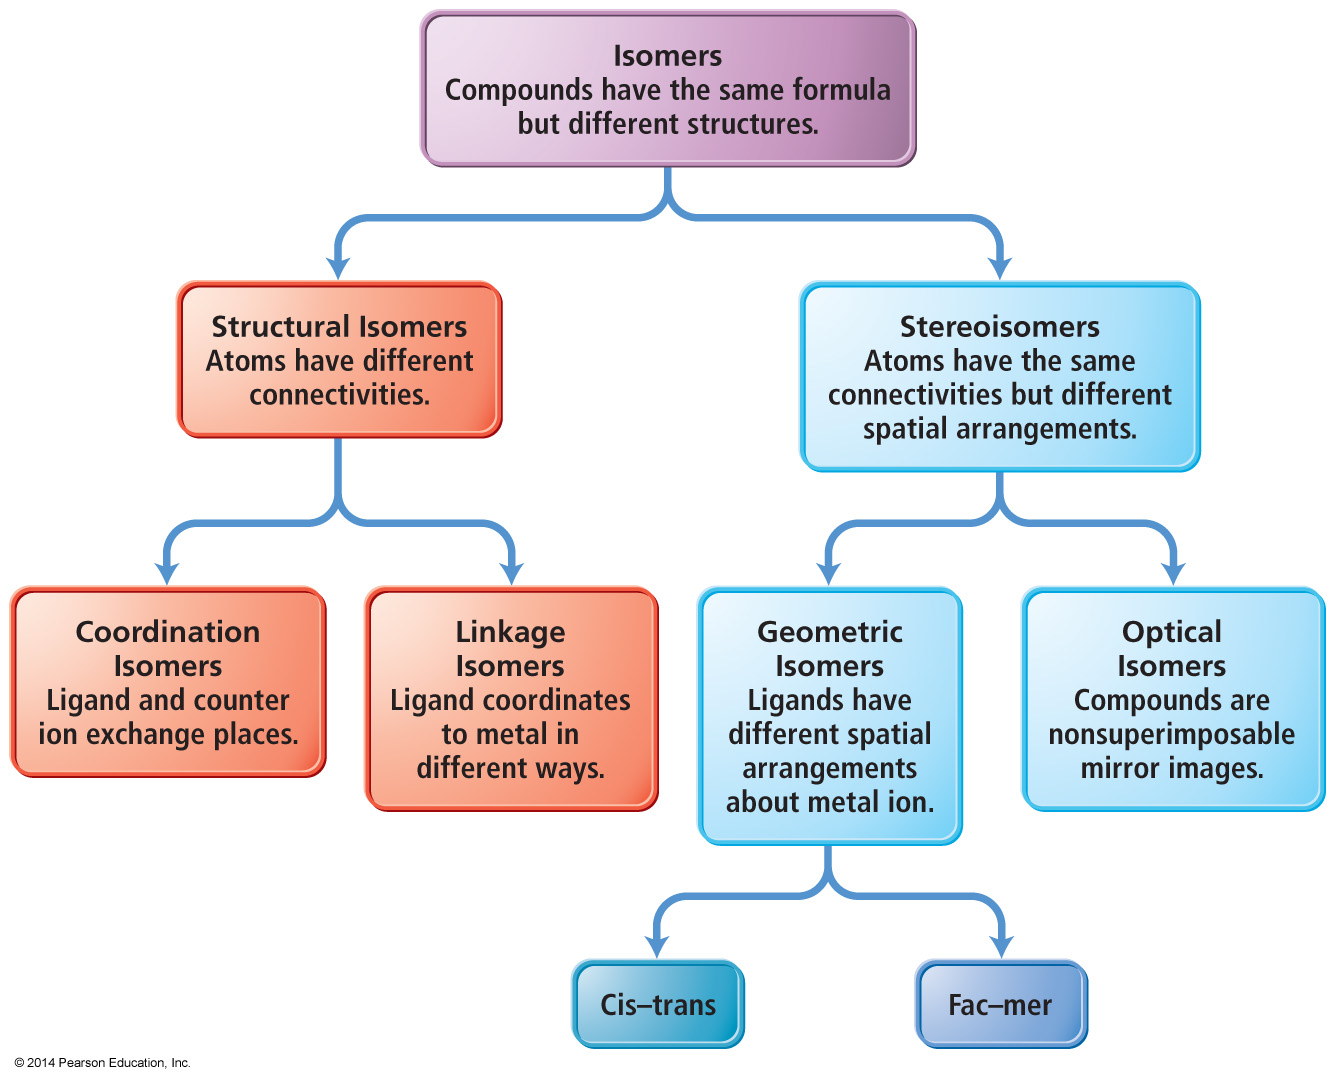 Isomers
Compounds have the same formula
but different structures.
Structural Isomers
Atoms have different
connectivities.
Stereoisomers
Atoms have the same
connectivities but different
spatial arrangements.
Coordination
Isomers
Ligand and counter
ion exchange places.
Linkage
Isomers
Ligand coordinates
to metal in
different ways.
Geometric
Isomers
Ligands have
different spatial
arrangements
about metal ion.
Optical
Isomers
Compounds are
nonsuperimposable
mirror images.
Cis–trans
Fac–mer
© 2014 Pearson Education, Inc.